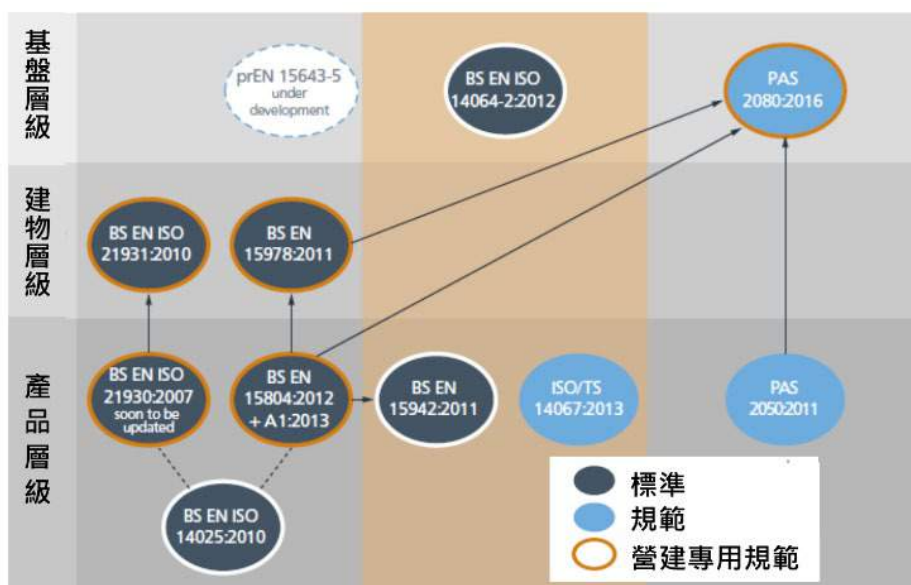 基盤層級
prEN 15643-5
under
development
BS EN ISO
14064-2:2012
PAS
2080:2016
建物層級
BS EN ISO
21931:2010
BS EN
15978:2011
產品層級
BS EN ISO
21930:2007
soon to be
updated
BS EN
15804:2012
+ A1:2013
BS EN
15942:2011
ISO/TS
14067:2013
PAS
2050:2011
BS EN ISO
14025:2010
標準
規範
營建專用規範